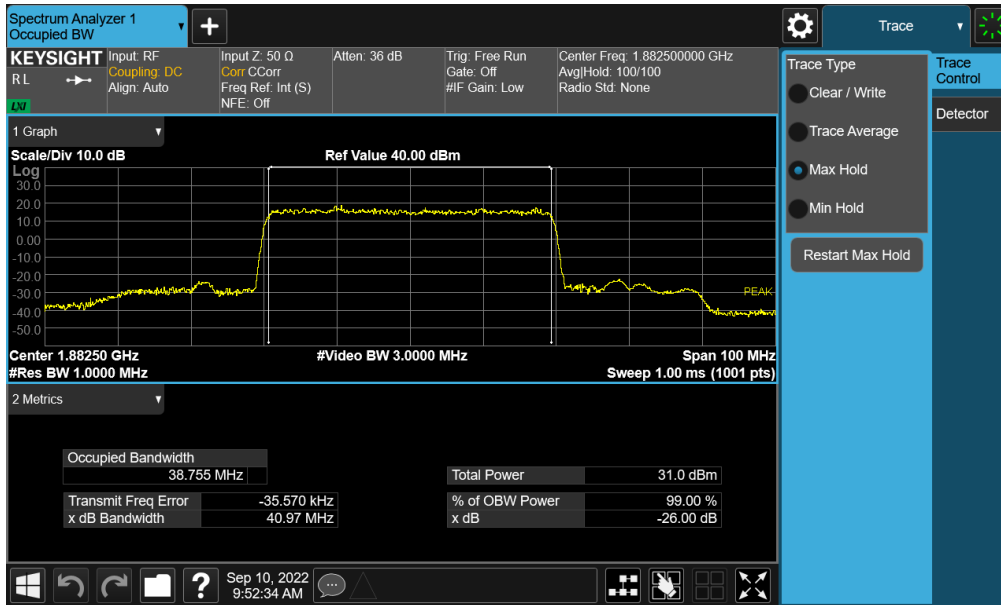 Spectrum Analyzer 1
Occupied BW
+
Trace
KEYSIGHT
R L
LXI
Input: RF
Coupling: DC
Align: Auto
Input Z: 50 Ω
Corr CCorr
Freq Ref: Int (S)
NFE: Off
Atten: 36 dB
Trig: Free Run
Gate: Off
#IF Gain: Low
Center Freq: 1.882500000 GHz
Avg|Hold: 100/100
Radio Std: None
1 Graph
Scale/Div 10.0 dB
Ref Value 40.00 dBm
Log
30.0
20.0
10.0
0.00
-10.0
-20.0
-30.0
-40.0
-50.0
PEAK
Center 1.88250 GHz
#Video BW 3.0000 MHz
Span 100 MHz
#Res BW 1.0000 MHz
Sweep 1.00 ms (1001 pts)
2 Metrics
Occupied Bandwidth
38.755 MHz
Total Power 31.0 dBm
Transmit Freq Error -35.570 kHz
% of OBW Power 99.00 %
x dB Bandwidth 40.97 MHz
x dB -26.00 dB
Trace Type
Clear / Write
Trace Average
Max Hold
Min Hold
Restart Max Hold
Trace
Control
Detector
?
Sep 10, 2022
9:52:34 AM